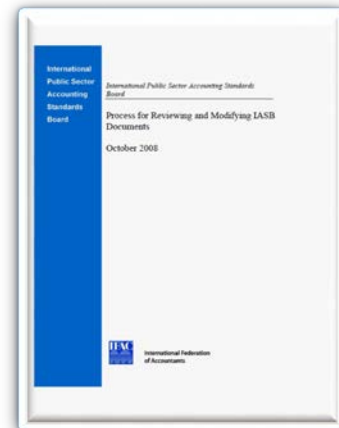 International
Public Sector
Accounting
Standards
Board
International Public Sector Accounting Standards
Board
Process for Reviewing and Modifying IASB
Documents
October 2008
IFAC
International Federation
of Accountants